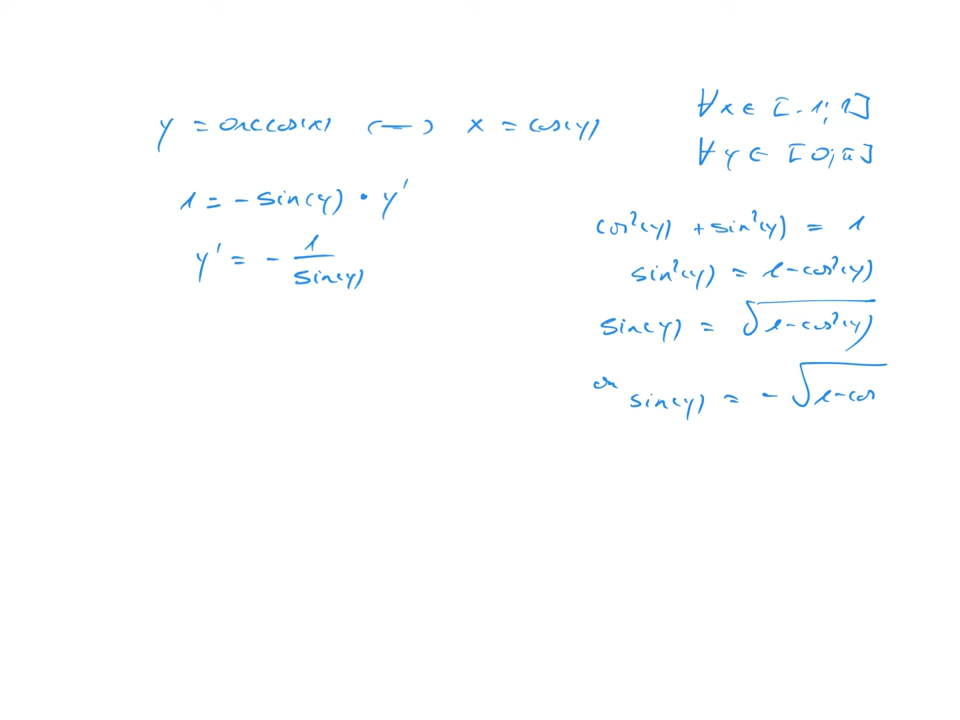 y = arccos(x) ⟷ x = cos(y)
∀ x ∈ [-1; 1]
∀ y ∈ [0; π]
1 = - sin(y) · y'
y' = - 1/sin(y)
cos²(y) + sin²(y) = 1
sin²(y) = 1 - cos²(y)
sin(y) = √(1 - cos²(y))
or sin(y) = - √(1 - cos